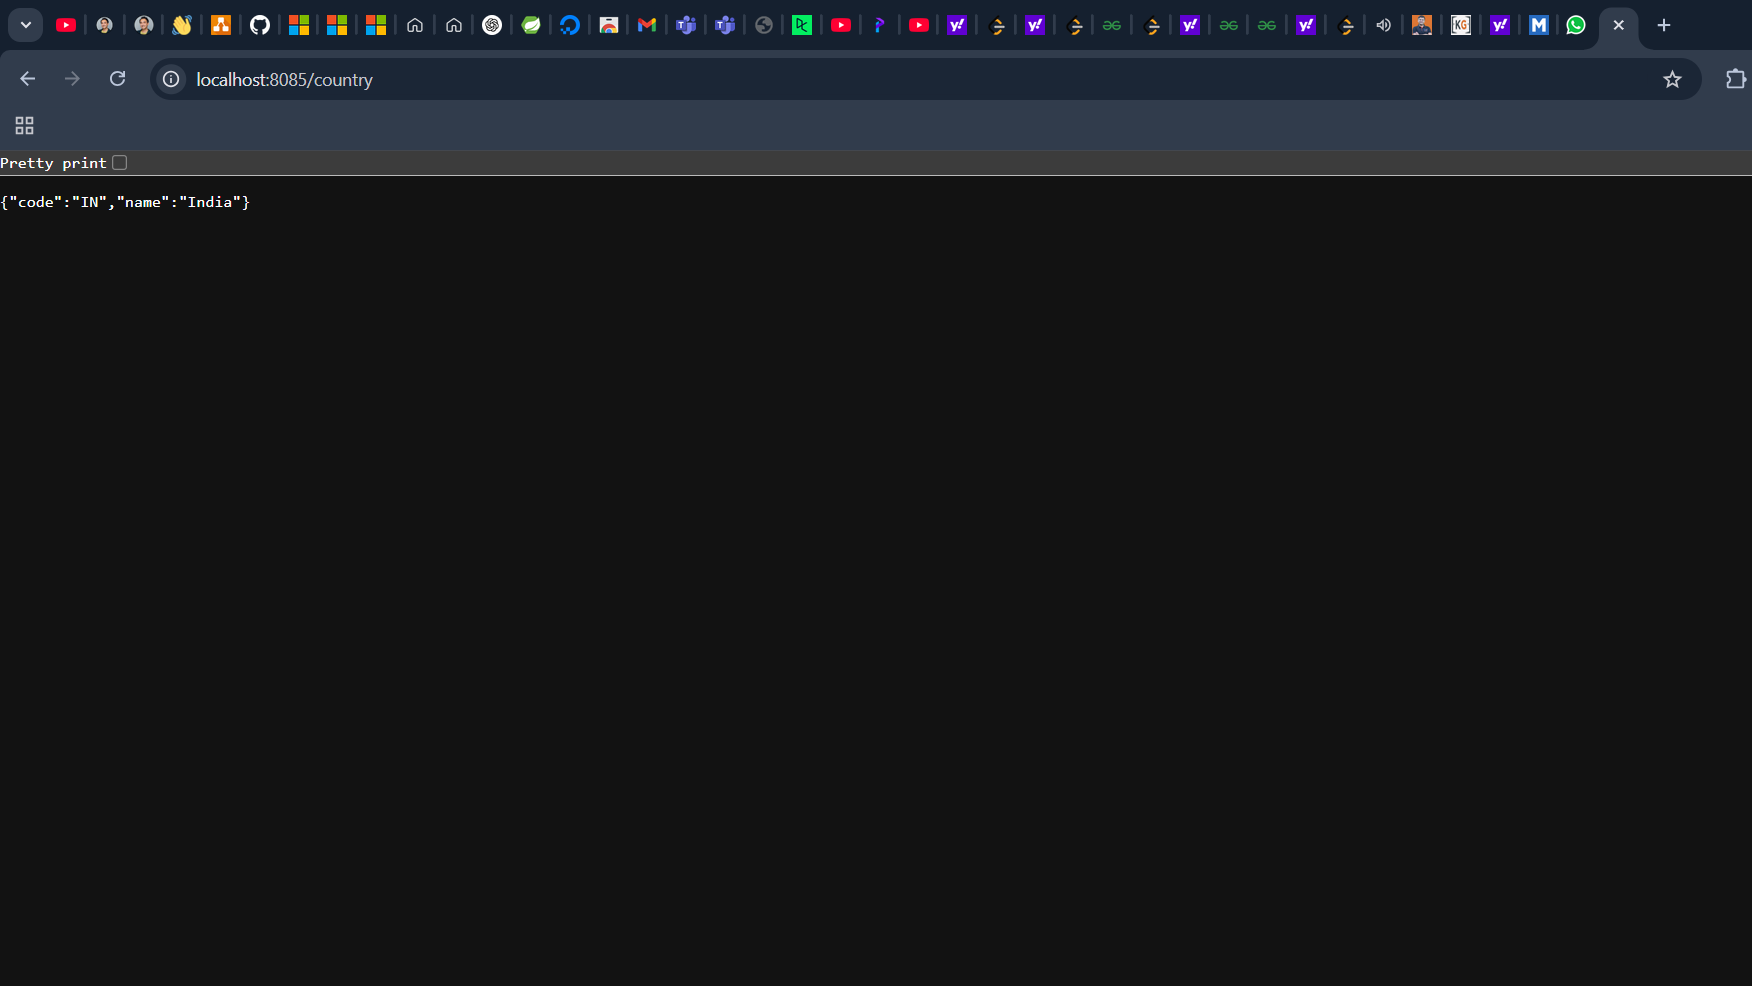 localhost:8085/country
Pretty print
{"code":"IN","name":"India"}